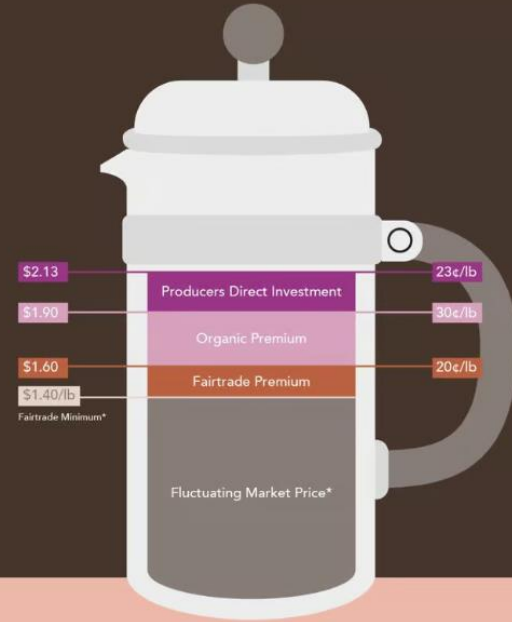 $2.13
Producers Direct Investment
23¢/lb
$1.90
Organic Premium
30¢/lb
$1.60
Fairtrade Premium
20¢/lb
$1.40/lb
Fairtrade Minimum*
Fluctuating Market Price*